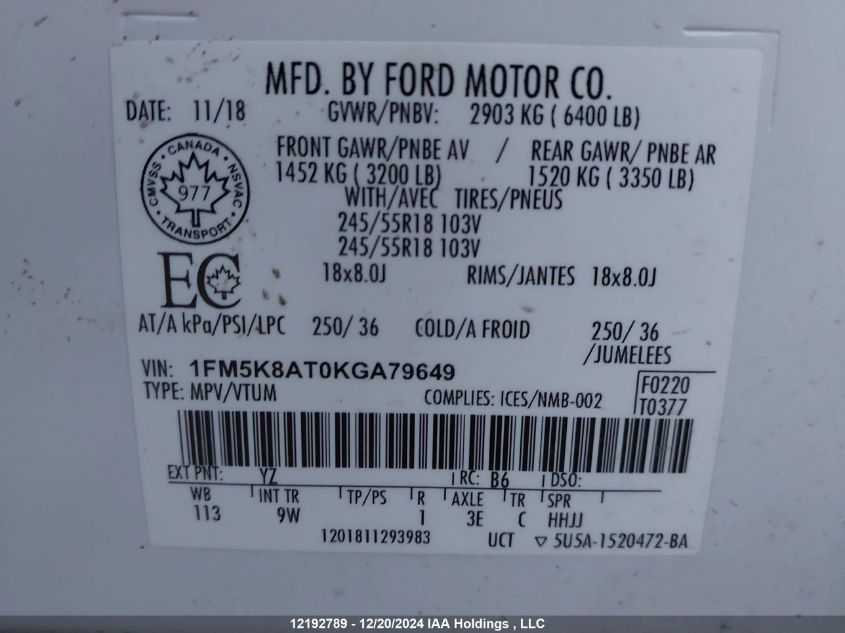 MFD. BY FORD MOTOR CO.
DATE: 11/18 GVWR/PNBV: 2903 KG ( 6400 LB)
FRONT GAWR/PNBE AV / REAR GAWR/ PNBE AR
1452 KG ( 3200 LB) 1520 KG ( 3350 LB)
WITH/AVEC TIRES/PNEUS
245/55R18 103V
245/55R18 103V
18x8.0J RIMS/JANTES 18x8.0J
CMVSS · CANADA · NSVAC
977
TRANSPORT
EC
AT/A kPa/PSI/LPC 250/ 36 COLD/A FROID 250/ 36
/JUMELEES
VIN: 1FM5K8AT0KGA79649
TYPE: MPV/VTUM COMPLIES: ICES/NMB-002
F0220
T0377
EXT PNT: YZ RC: B6 DSO:
WB INT TR TP/PS R AXLE TR SPR
113 9W 1 3E C HHJJ
1201811293983 UCT ▽ 5U5A-1520472-BA
12192789 - 12/20/2024 IAA Holdings , LLC